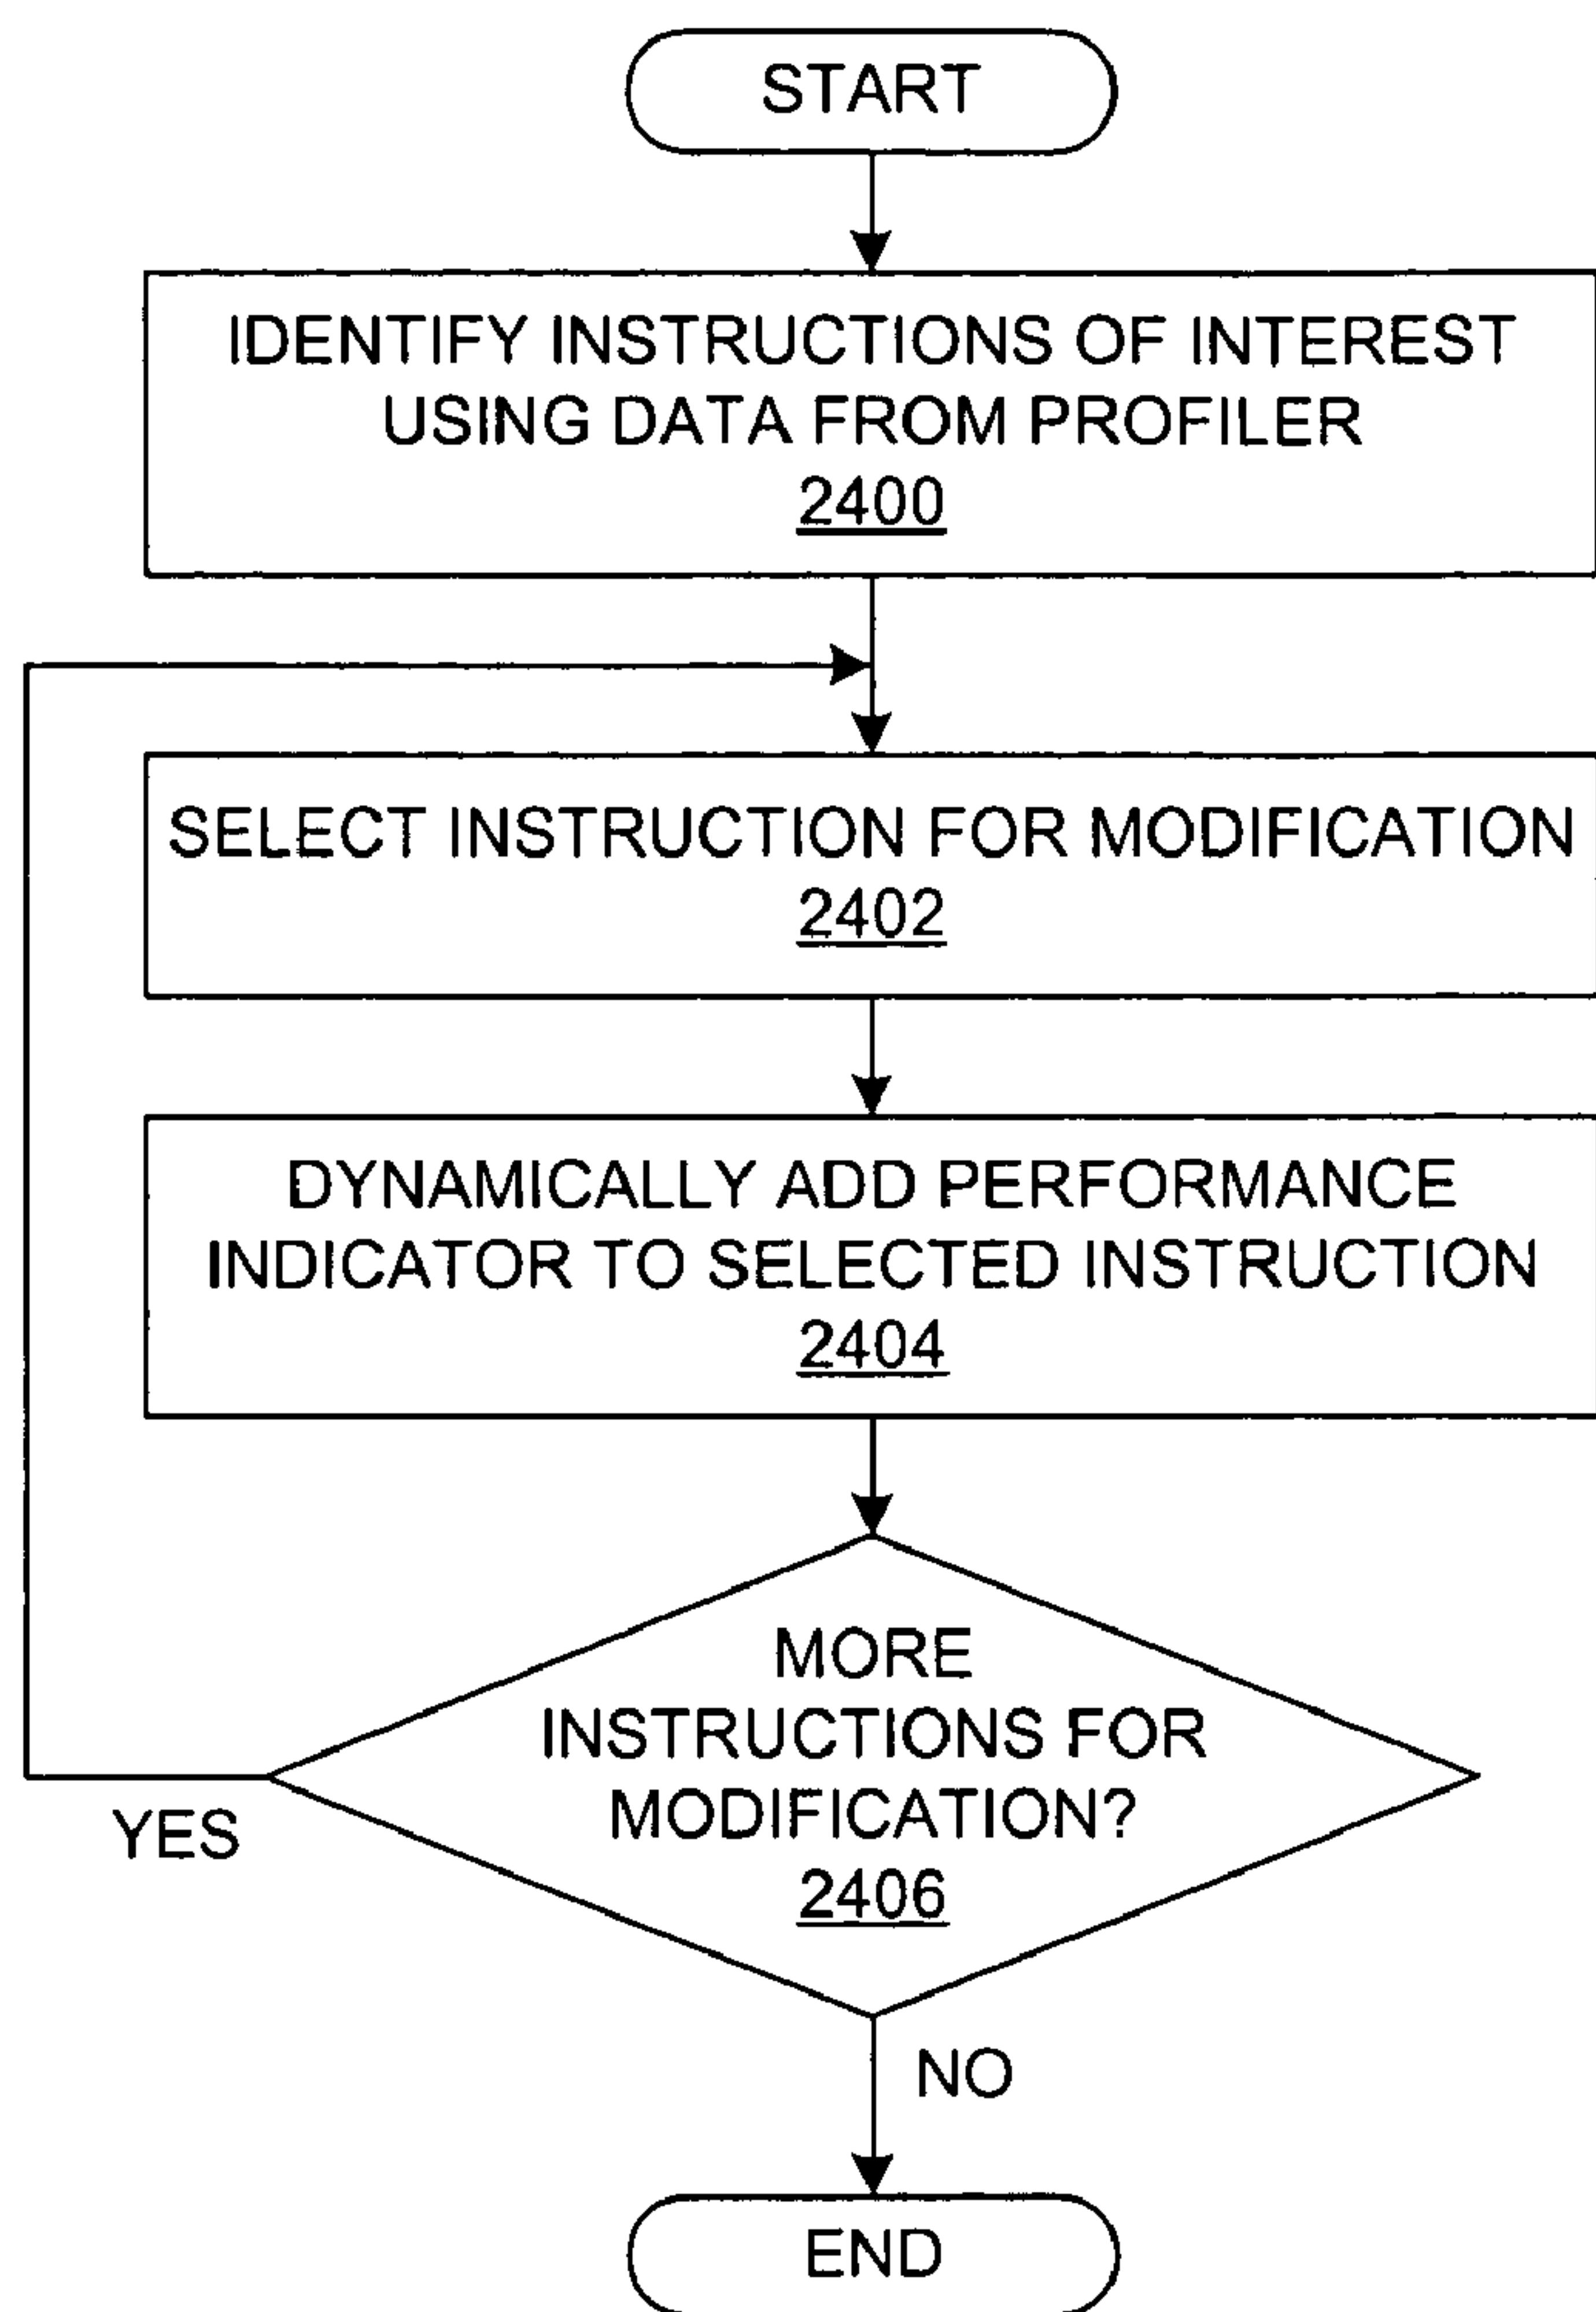 START
IDENTIFY INSTRUCTIONS OF INTEREST
USING DATA FROM PROFILER
2400
SELECT INSTRUCTION FOR MODIFICATION
2402
DYNAMICALLY ADD PERFORMANCE
INDICATOR TO SELECTED INSTRUCTION
2404
MORE
INSTRUCTIONS FOR
MODIFICATION?
2406
YES
NO
END